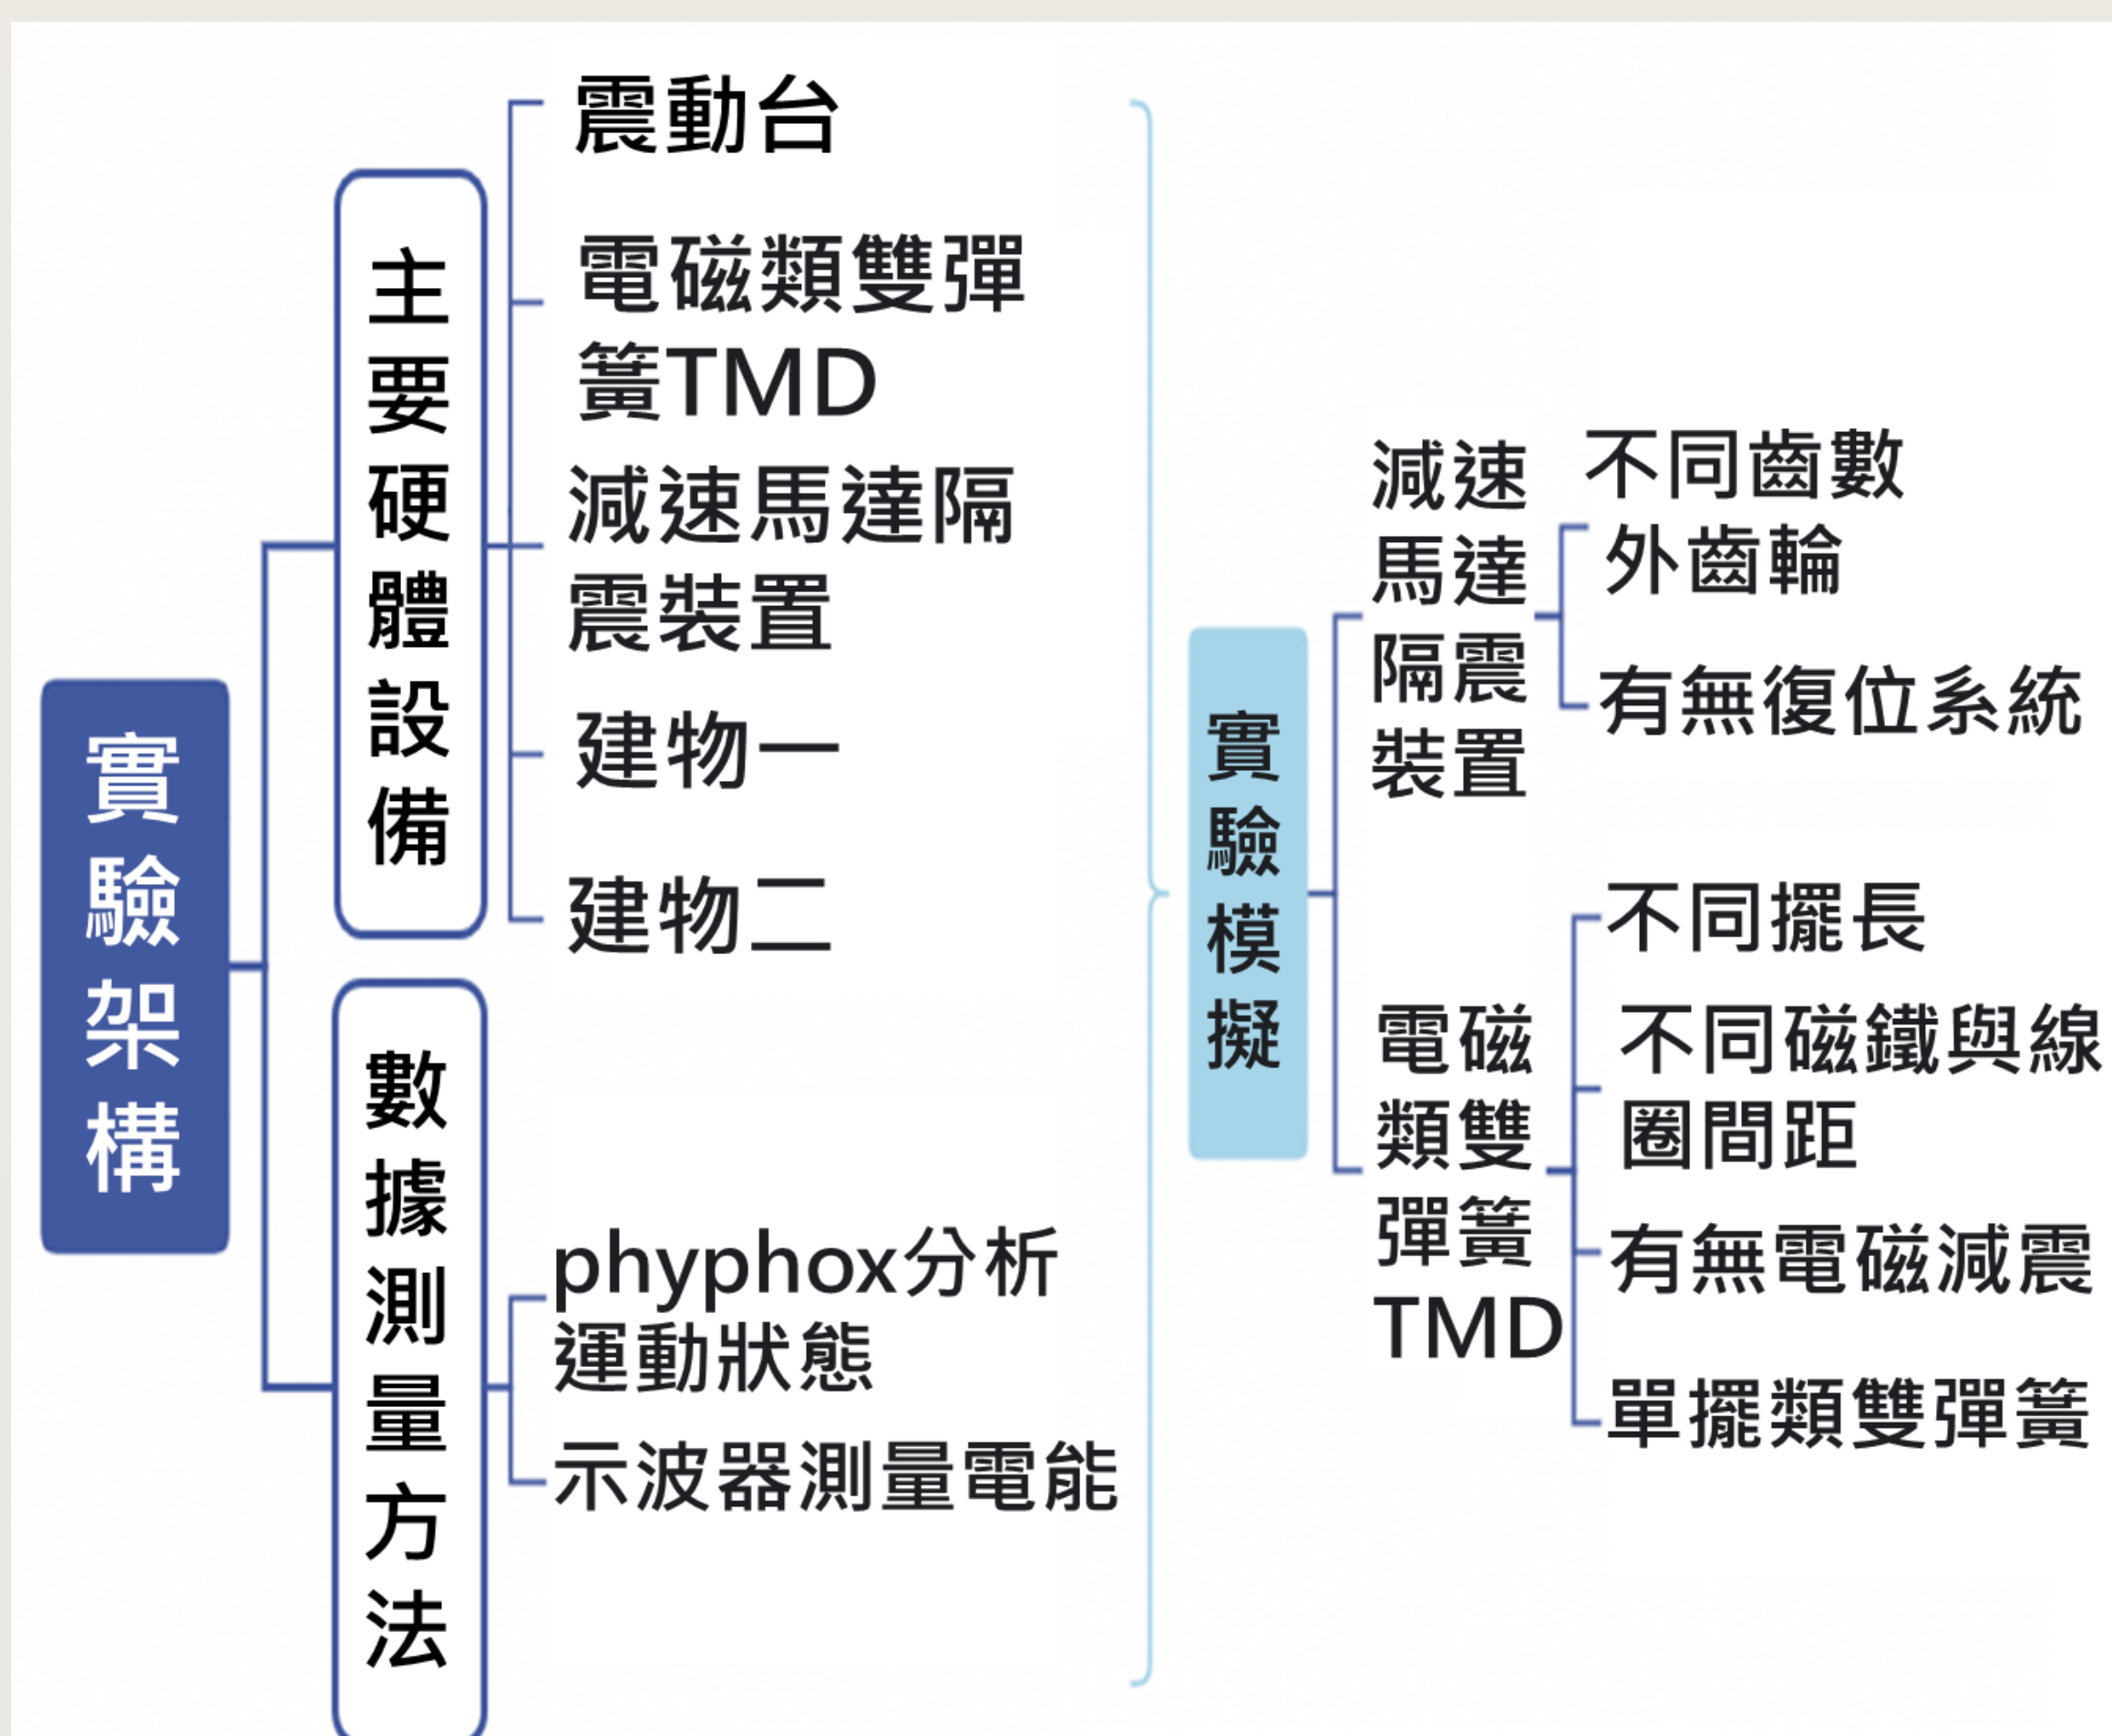 實驗架構
主要硬體設備
震動台
電磁類雙彈
簧TMD
減速馬達隔
震裝置
建物一
建物二
數據測量方法
phyphox分析
運動狀態
示波器測量電能
實驗模擬
減速
馬達
隔震
裝置
不同齒數
外齒輪
有無復位系統
電磁
類雙
彈簧
TMD
不同擺長
不同磁鐵與線
圈間距
有無電磁減震
單擺類雙彈簧